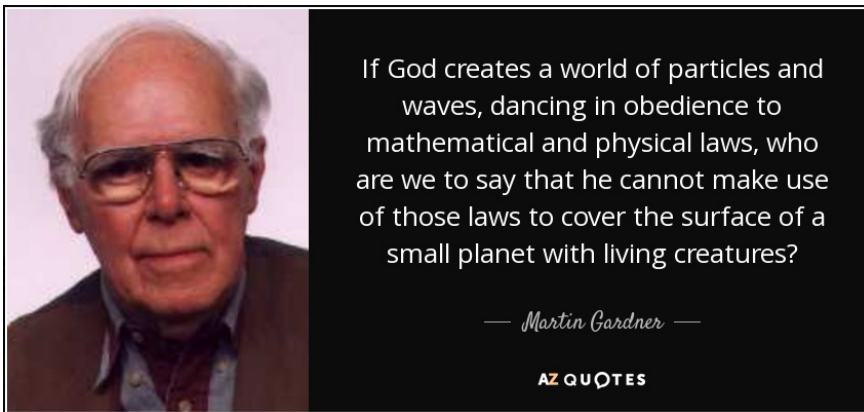 If God creates a world of particles and
waves, dancing in obedience to
mathematical and physical laws, who
are we to say that he cannot make use
of those laws to cover the surface of a
small planet with living creatures?
Martin Gardner
AZ QUOTES